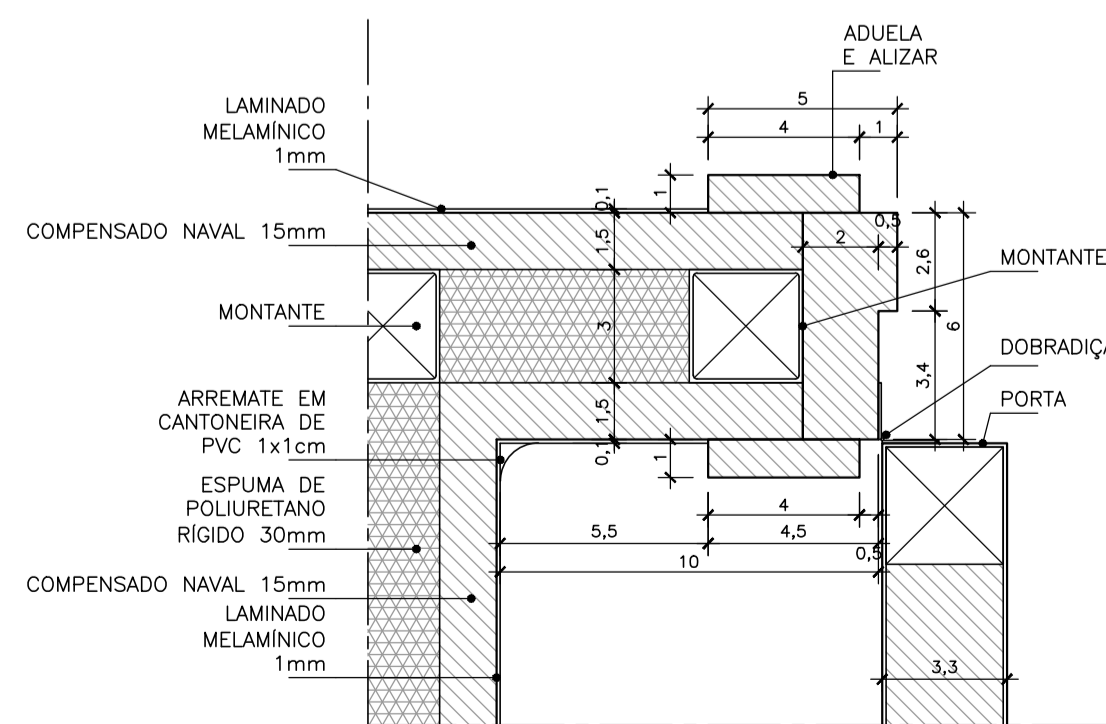 ADUELA
E ALIZAR
5
4
1
LAMINADO
MELAMÍNICO
1mm
1
0,1
0,5
COMPENSADO NAVAL 15mm
1,5
2
2,6
MONTANTE
MONTANTE
3
6
DOBRADIÇA
3,4
PORTA
ARREMATE EM
CANTONEIRA DE
PVC 1x1cm
1,5
0,1
1
ESPUMA DE
POLIURETANO
RÍGIDO 30mm
4
5,5
4,5
0,5
10
COMPENSADO NAVAL 15mm
LAMINADO
MELAMÍNICO
1mm
3,3